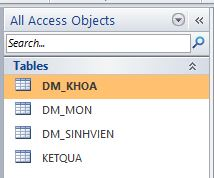 All Access Objects
Search...
Tables
DM_KHOA
DM_MON
DM_SINHVIEN
KETQUA